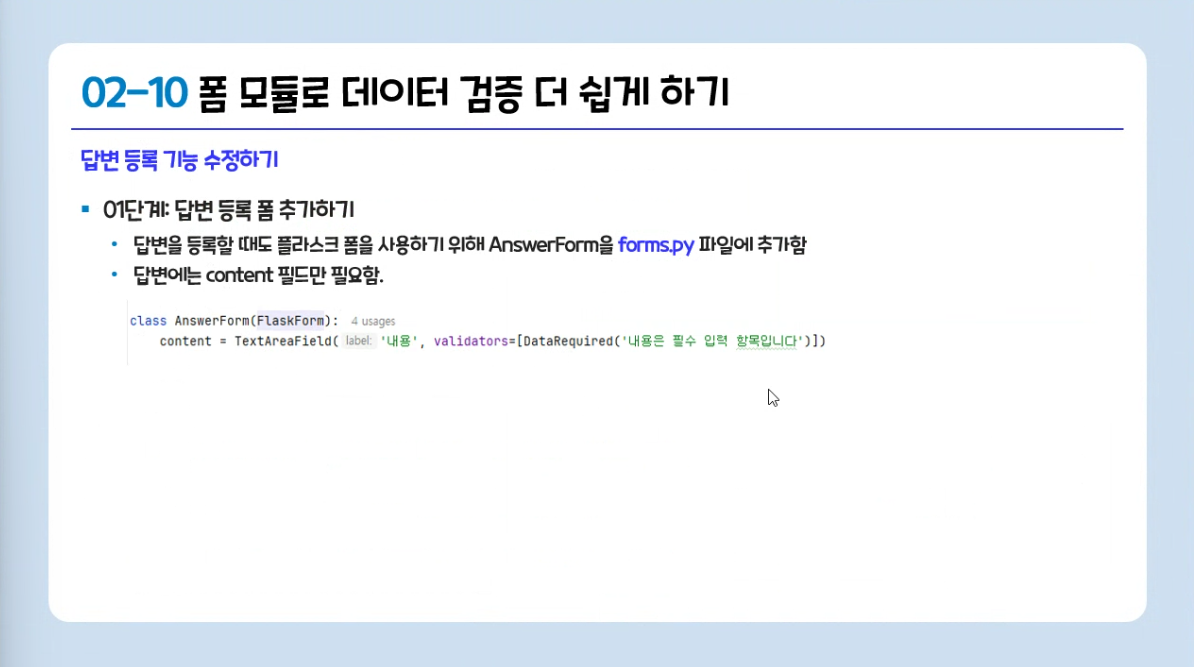 02-10 폼 모듈로 데이터 검증 더 쉽게 하기
답변 등록 기능 수정하기
01단계: 답변 등록 폼 추가하기
답변을 등록할 때도 플라스크 폼을 사용하기 위해 AnswerForm을 forms.py 파일에 추가함
답변에는 content 필드만 필요함.
class AnswerForm(FlaskForm): 4 usages
content = TextAreaField( label: '내용', validators=[DataRequired('내용은 필수 입력 항목입니다')])